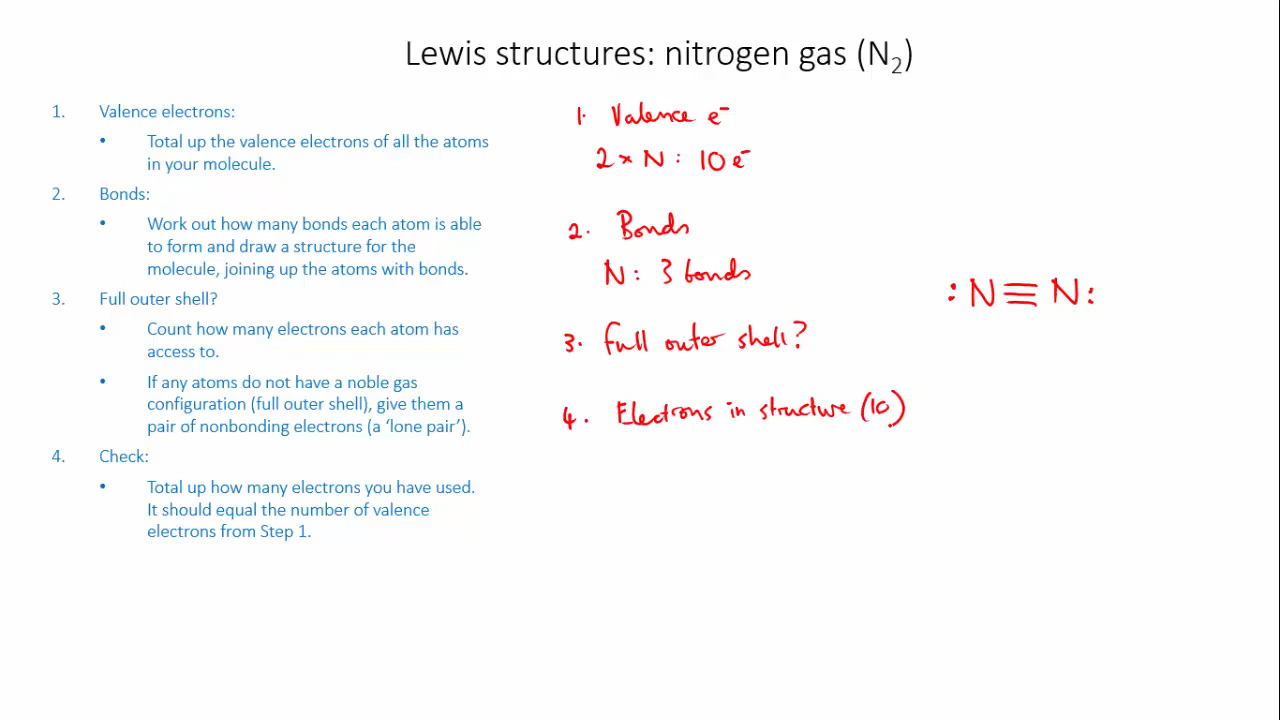 Lewis structures: nitrogen gas (N₂)
1. Valence electrons:
• Total up the valence electrons of all the atoms
in your molecule.
2. Bonds:
• Work out how many bonds each atom is able
to form and draw a structure for the
molecule, joining up the atoms with bonds.
3. Full outer shell?
• Count how many electrons each atom has
access to.
• If any atoms do not have a noble gas
configuration (full outer shell), give them a
pair of nonbonding electrons (a ‘lone pair’).
4. Check:
• Total up how many electrons you have used.
It should equal the number of valence
electrons from Step 1.
1. Valence e⁻
2 × N : 10 e⁻
2. Bonds
N : 3 bonds
3. Full outer shell?
4. Electrons in structure (10)
:N≡N: